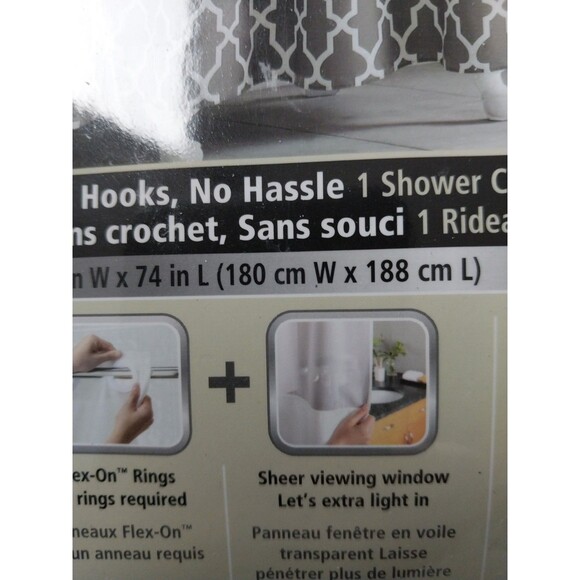 Hooks, No Hassle 1 Shower C
ns crochet, Sans souci 1 Ridea
n W x 74 in L (180 cm W x 188 cm L)
ex-On™ Rings
rings required
neaux Flex-On™
un anneau requis
+
Sheer viewing window
Let's extra light in
Panneau fenêtre en voile
transparent Laisse
pénétrer plus de lumière